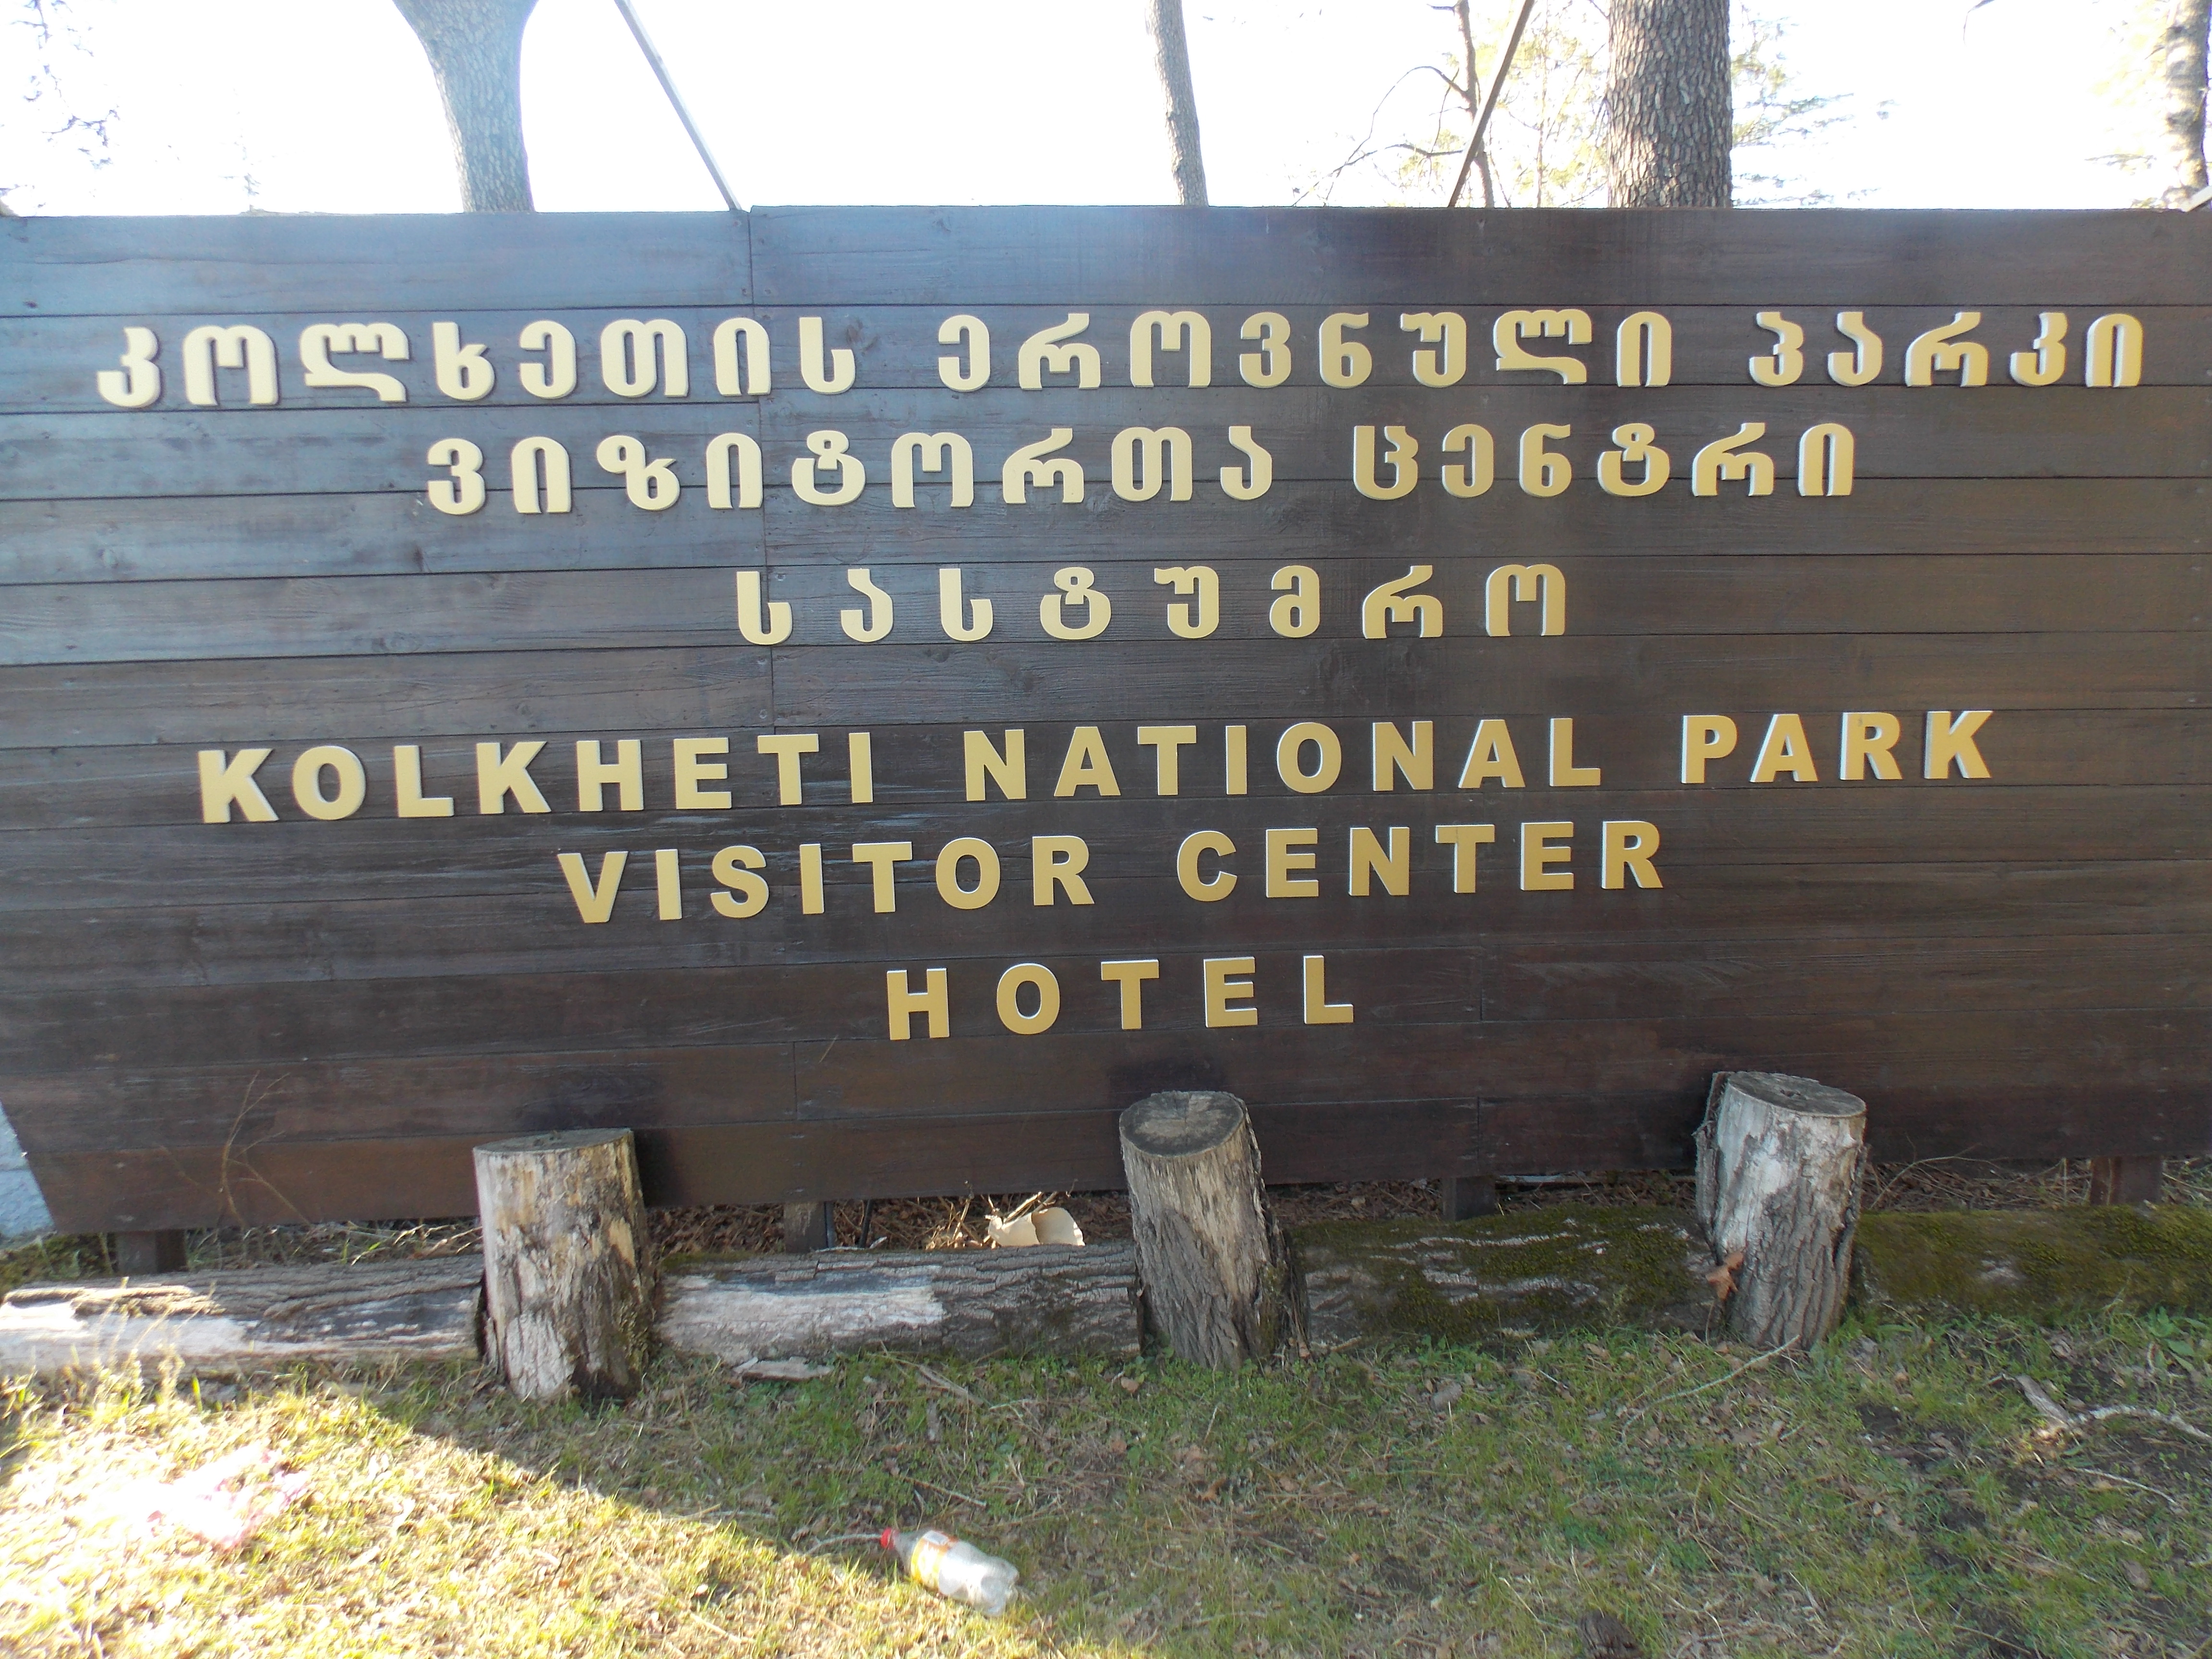 კოლხეთის ეროვნული პარკი
ვიზიტორთა ცენტრი
სასტუმრო
KOLKHETI NATIONAL PARK
VISITOR CENTER
HOTEL